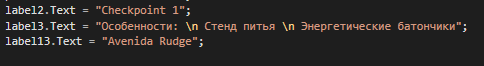 label2.Text = "Checkpoint 1";
label3.Text = "Особенности: \n Стенд питья \n Энергетические батончики";
label13.Text = "Avenida Rudge";